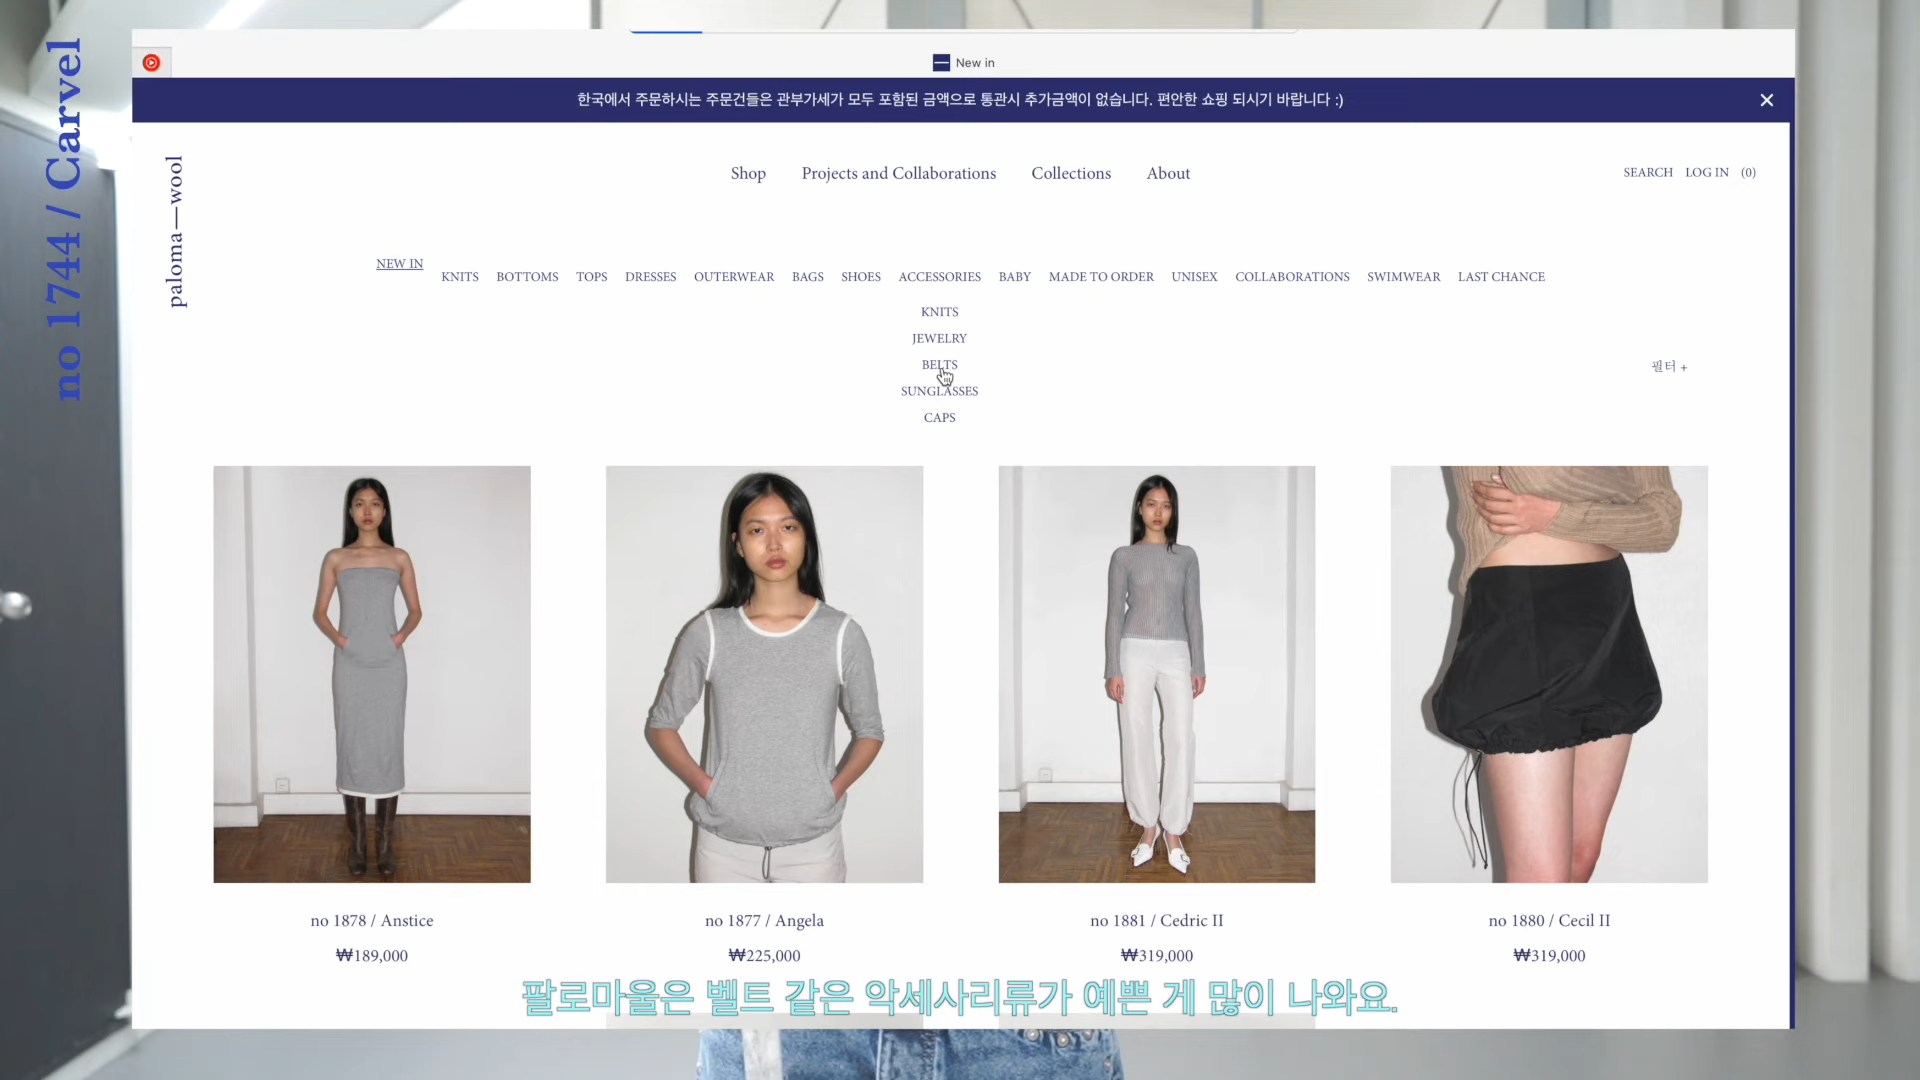 no 1744 / Carvel
New in
한국에서 주문하시는 주문건들은 관부가세가 모두 포함된 금액으로 통관시 추가금액이 없습니다. 편안한 쇼핑 되시기 바랍니다 :)
paloma—wool
Shop Projects and Collaborations Collections About
SEARCH LOG IN (0)
NEW IN KNITS BOTTOMS TOPS DRESSES OUTERWEAR BAGS SHOES ACCESSORIES BABY MADE TO ORDER UNISEX COLLABORATIONS SWIMWEAR LAST CHANCE
KNITS
JEWELRY
BELTS
SUNGLASSES
CAPS
필터 +
no 1878 / Anstice
₩189,000
no 1877 / Angela
₩225,000
no 1881 / Cedric II
₩319,000
no 1880 / Cecil II
₩319,000
팔로마울은 벨트 같은 악세사리류가 예쁜 게 많이 나와요.